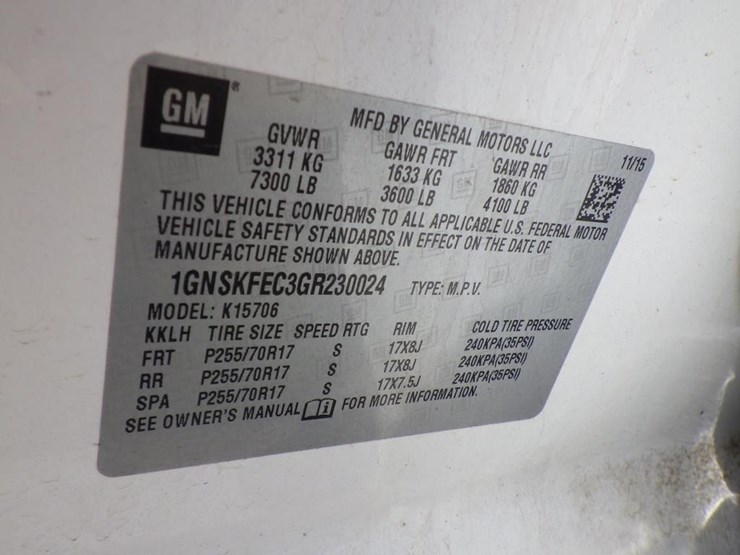 GM ®
MFD BY GENERAL MOTORS LLC 11/15
GVWR GAWR FRT GAWR RR
3311 KG 1633 KG 1860 KG
7300 LB 3600 LB 4100 LB
THIS VEHICLE CONFORMS TO ALL APPLICABLE U.S. FEDERAL MOTOR
VEHICLE SAFETY STANDARDS IN EFFECT ON THE DATE OF
MANUFACTURE SHOWN ABOVE.
1GNSKFEC3GR230024 TYPE: M.P.V.
MODEL: K15706
KKLH TIRE SIZE SPEED RTG RIM COLD TIRE PRESSURE
FRT P255/70R17 S 17X8J 240KPA(35PSI)
RR P255/70R17 S 17X8J 240KPA(35PSI)
SPA P255/70R17 S 17X7.5J 240KPA(35PSI)
SEE OWNER'S MANUAL i FOR MORE INFORMATION.